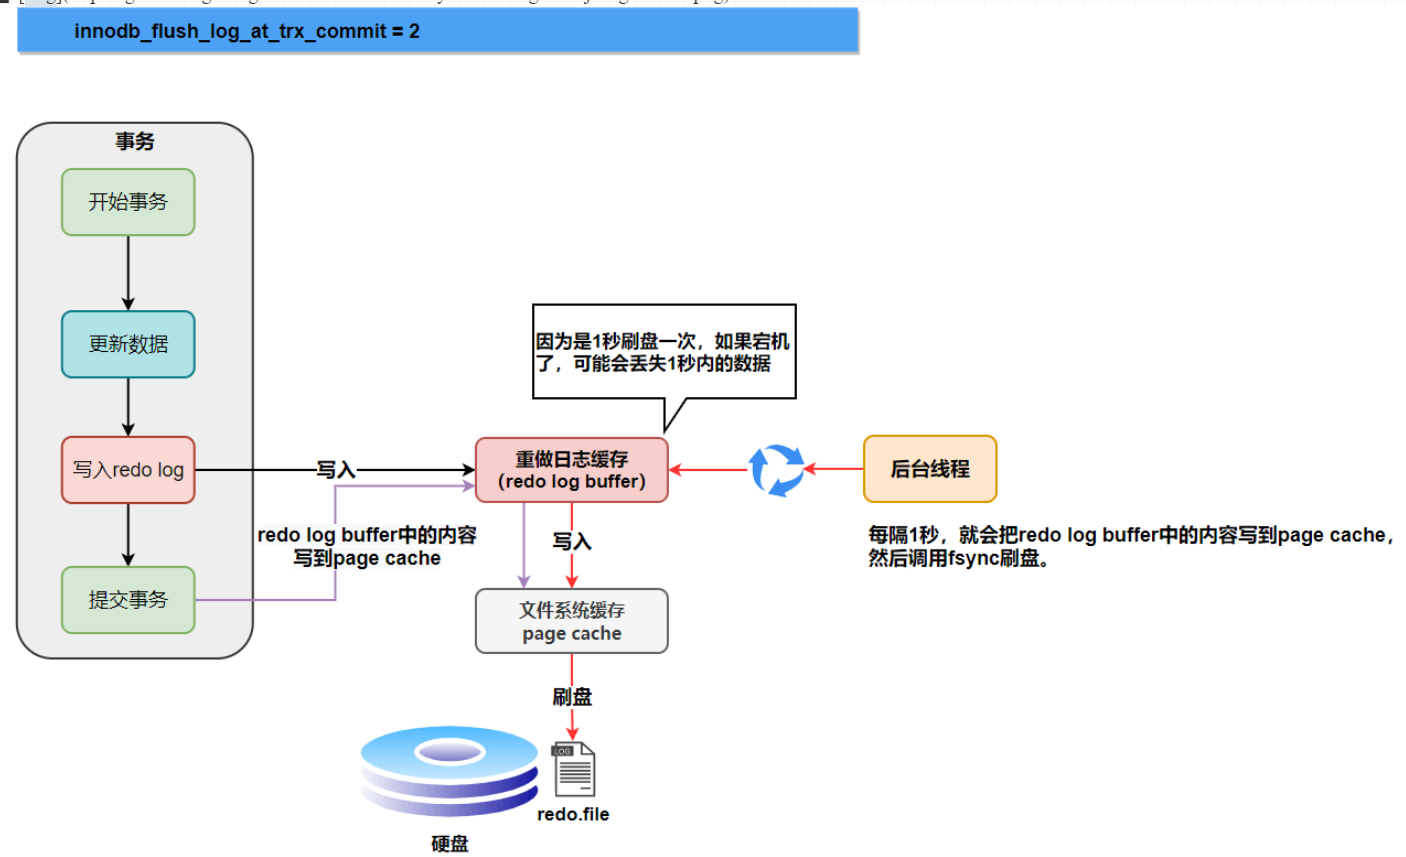 innodb_flush_log_at_trx_commit = 2
事务
开始事务
更新数据
写入redo log
提交事务
写入
redo log buffer中的内容
写到page cache
因为是1秒刷盘一次，如果宕机
了，可能会丢失1秒内的数据
重做日志缓存
（redo log buffer）
写入
文件系统缓存
page cache
刷盘
LOG
redo.file
硬盘
后台线程
每隔1秒，就会把redo log buffer中的内容写到page cache，
然后调用fsync刷盘。